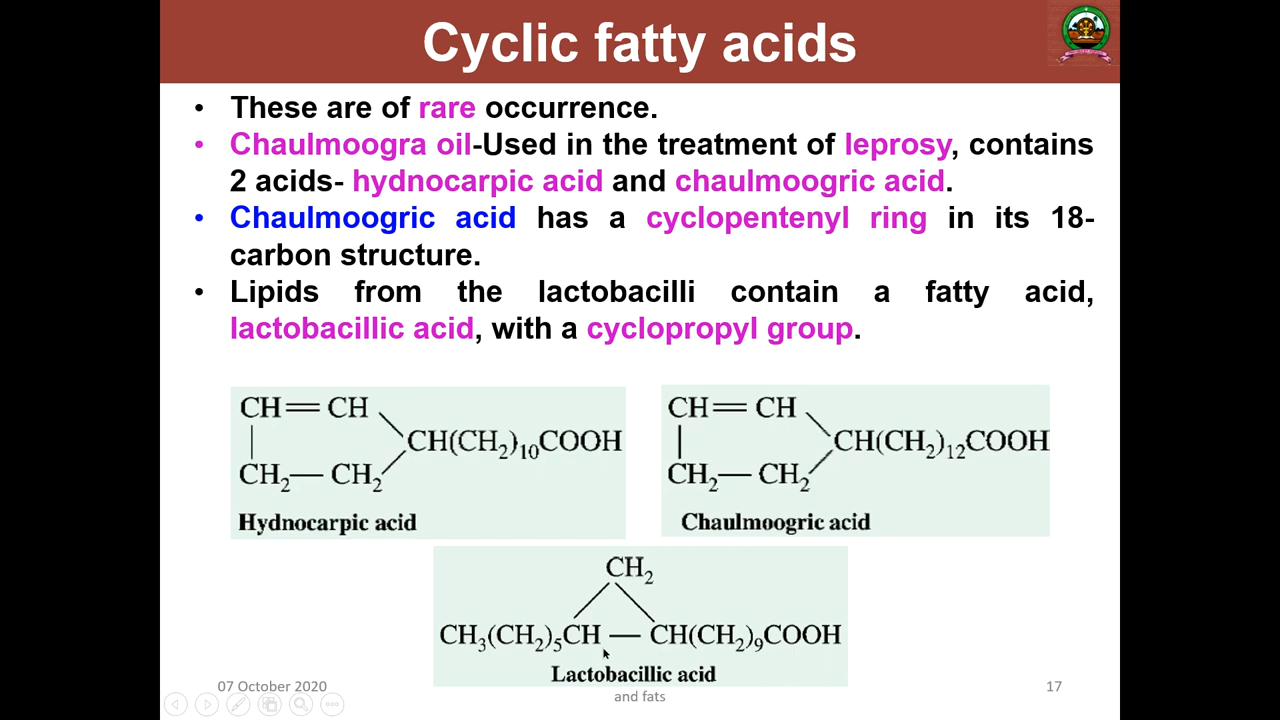 Cyclic fatty acids
• These are of rare occurrence.
• Chaulmoogra oil-Used in the treatment of leprosy, contains
2 acids- hydnocarpic acid and chaulmoogric acid.
• Chaulmoogric acid has a cyclopentenyl ring in its 18-
carbon structure.
• Lipids from the lactobacilli contain a fatty acid,
lactobacillic acid, with a cyclopropyl group.
CH═CH
CH(CH₂)₁₀COOH
CH₂—CH₂
Hydnocarpic acid
CH═CH
CH(CH₂)₁₂COOH
CH₂—CH₂
Chaulmoogric acid
CH₂
CH₃(CH₂)₅CH — CH(CH₂)₉COOH
Lactobacillic acid
07 October 2020
and fats
17